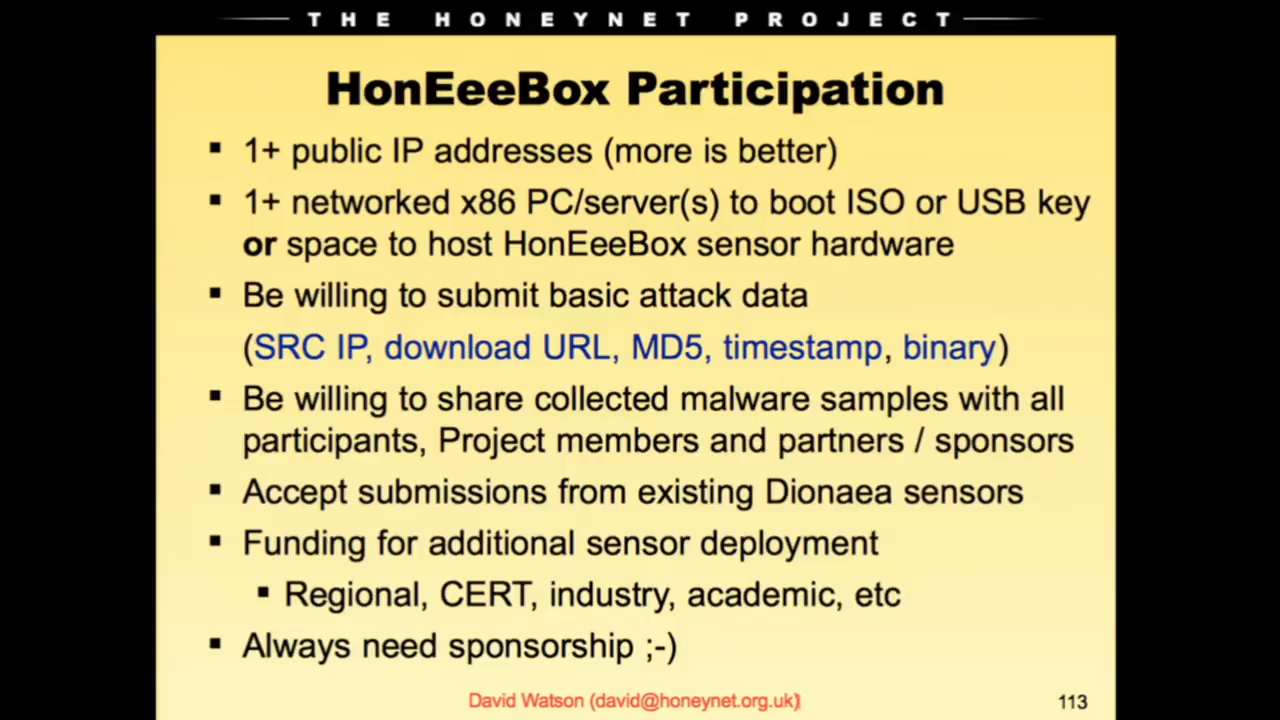 THE HONEYNET PROJECT
HonEeeBox Participation
▪ 1+ public IP addresses (more is better)
▪ 1+ networked x86 PC/server(s) to boot ISO or USB key
or space to host HonEeeBox sensor hardware
▪ Be willing to submit basic attack data
(SRC IP, download URL, MD5, timestamp, binary)
▪ Be willing to share collected malware samples with all
participants, Project members and partners / sponsors
▪ Accept submissions from existing Dionaea sensors
▪ Funding for additional sensor deployment
▪ Regional, CERT, industry, academic, etc
▪ Always need sponsorship ;-)
David Watson (david@honeynet.org.uk)
113